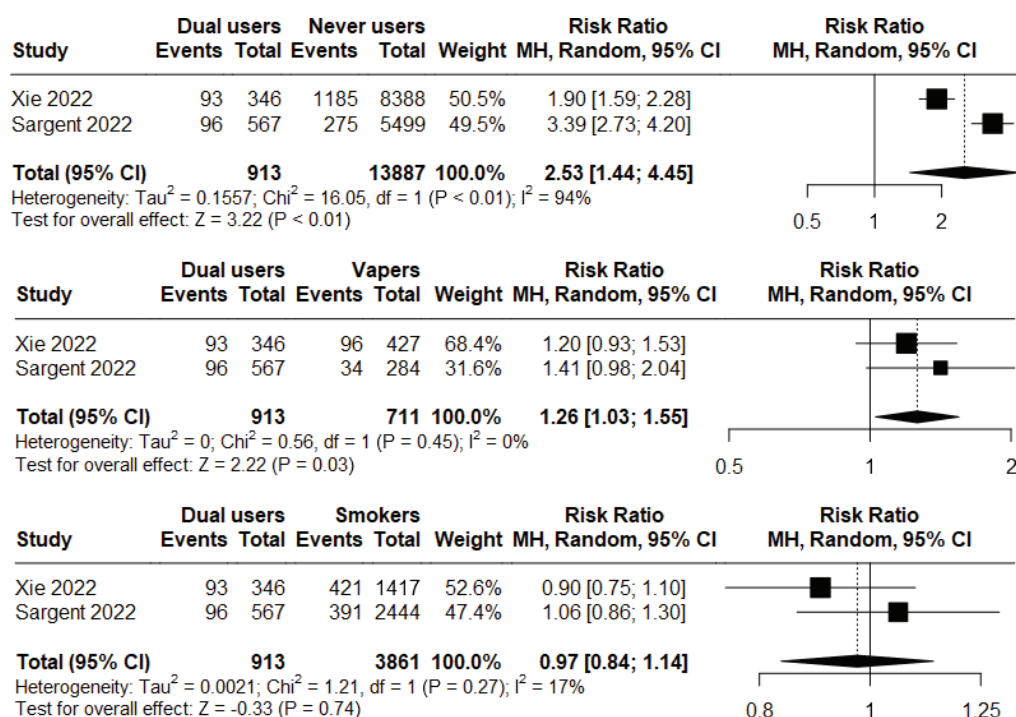 Dual users Never users Risk Ratio Risk Ratio
Study Events Total Events Total Weight MH, Random, 95% CI MH, Random, 95% CI
Xie 2022 93 346 1185 8388 50.5% 1.90 [1.59; 2.28]
Sargent 2022 96 567 275 5499 49.5% 3.39 [2.73; 4.20]
Total (95% CI) 913 13887 100.0% 2.53 [1.44; 4.45]
Heterogeneity: Tau² = 0.1557; Chi² = 16.05, df = 1 (P < 0.01); I² = 94%
Test for overall effect: Z = 3.22 (P < 0.01)
0.5 1 2
Dual users Vapers Risk Ratio Risk Ratio
Study Events Total Events Total Weight MH, Random, 95% CI MH, Random, 95% CI
Xie 2022 93 346 96 427 68.4% 1.20 [0.93; 1.53]
Sargent 2022 96 567 34 284 31.6% 1.41 [0.98; 2.04]
Total (95% CI) 913 711 100.0% 1.26 [1.03; 1.55]
Heterogeneity: Tau² = 0; Chi² = 0.56, df = 1 (P = 0.45); I² = 0%
Test for overall effect: Z = 2.22 (P = 0.03)
0.5 1 2
Dual users Smokers Risk Ratio Risk Ratio
Study Events Total Events Total Weight MH, Random, 95% CI MH, Random, 95% CI
Xie 2022 93 346 421 1417 52.6% 0.90 [0.75; 1.10]
Sargent 2022 96 567 391 2444 47.4% 1.06 [0.86; 1.30]
Total (95% CI) 913 3861 100.0% 0.97 [0.84; 1.14]
Heterogeneity: Tau² = 0.0021; Chi² = 1.21, df = 1 (P = 0.27); I² = 17%
Test for overall effect: Z = -0.33 (P = 0.74)
0.8 1 1.25